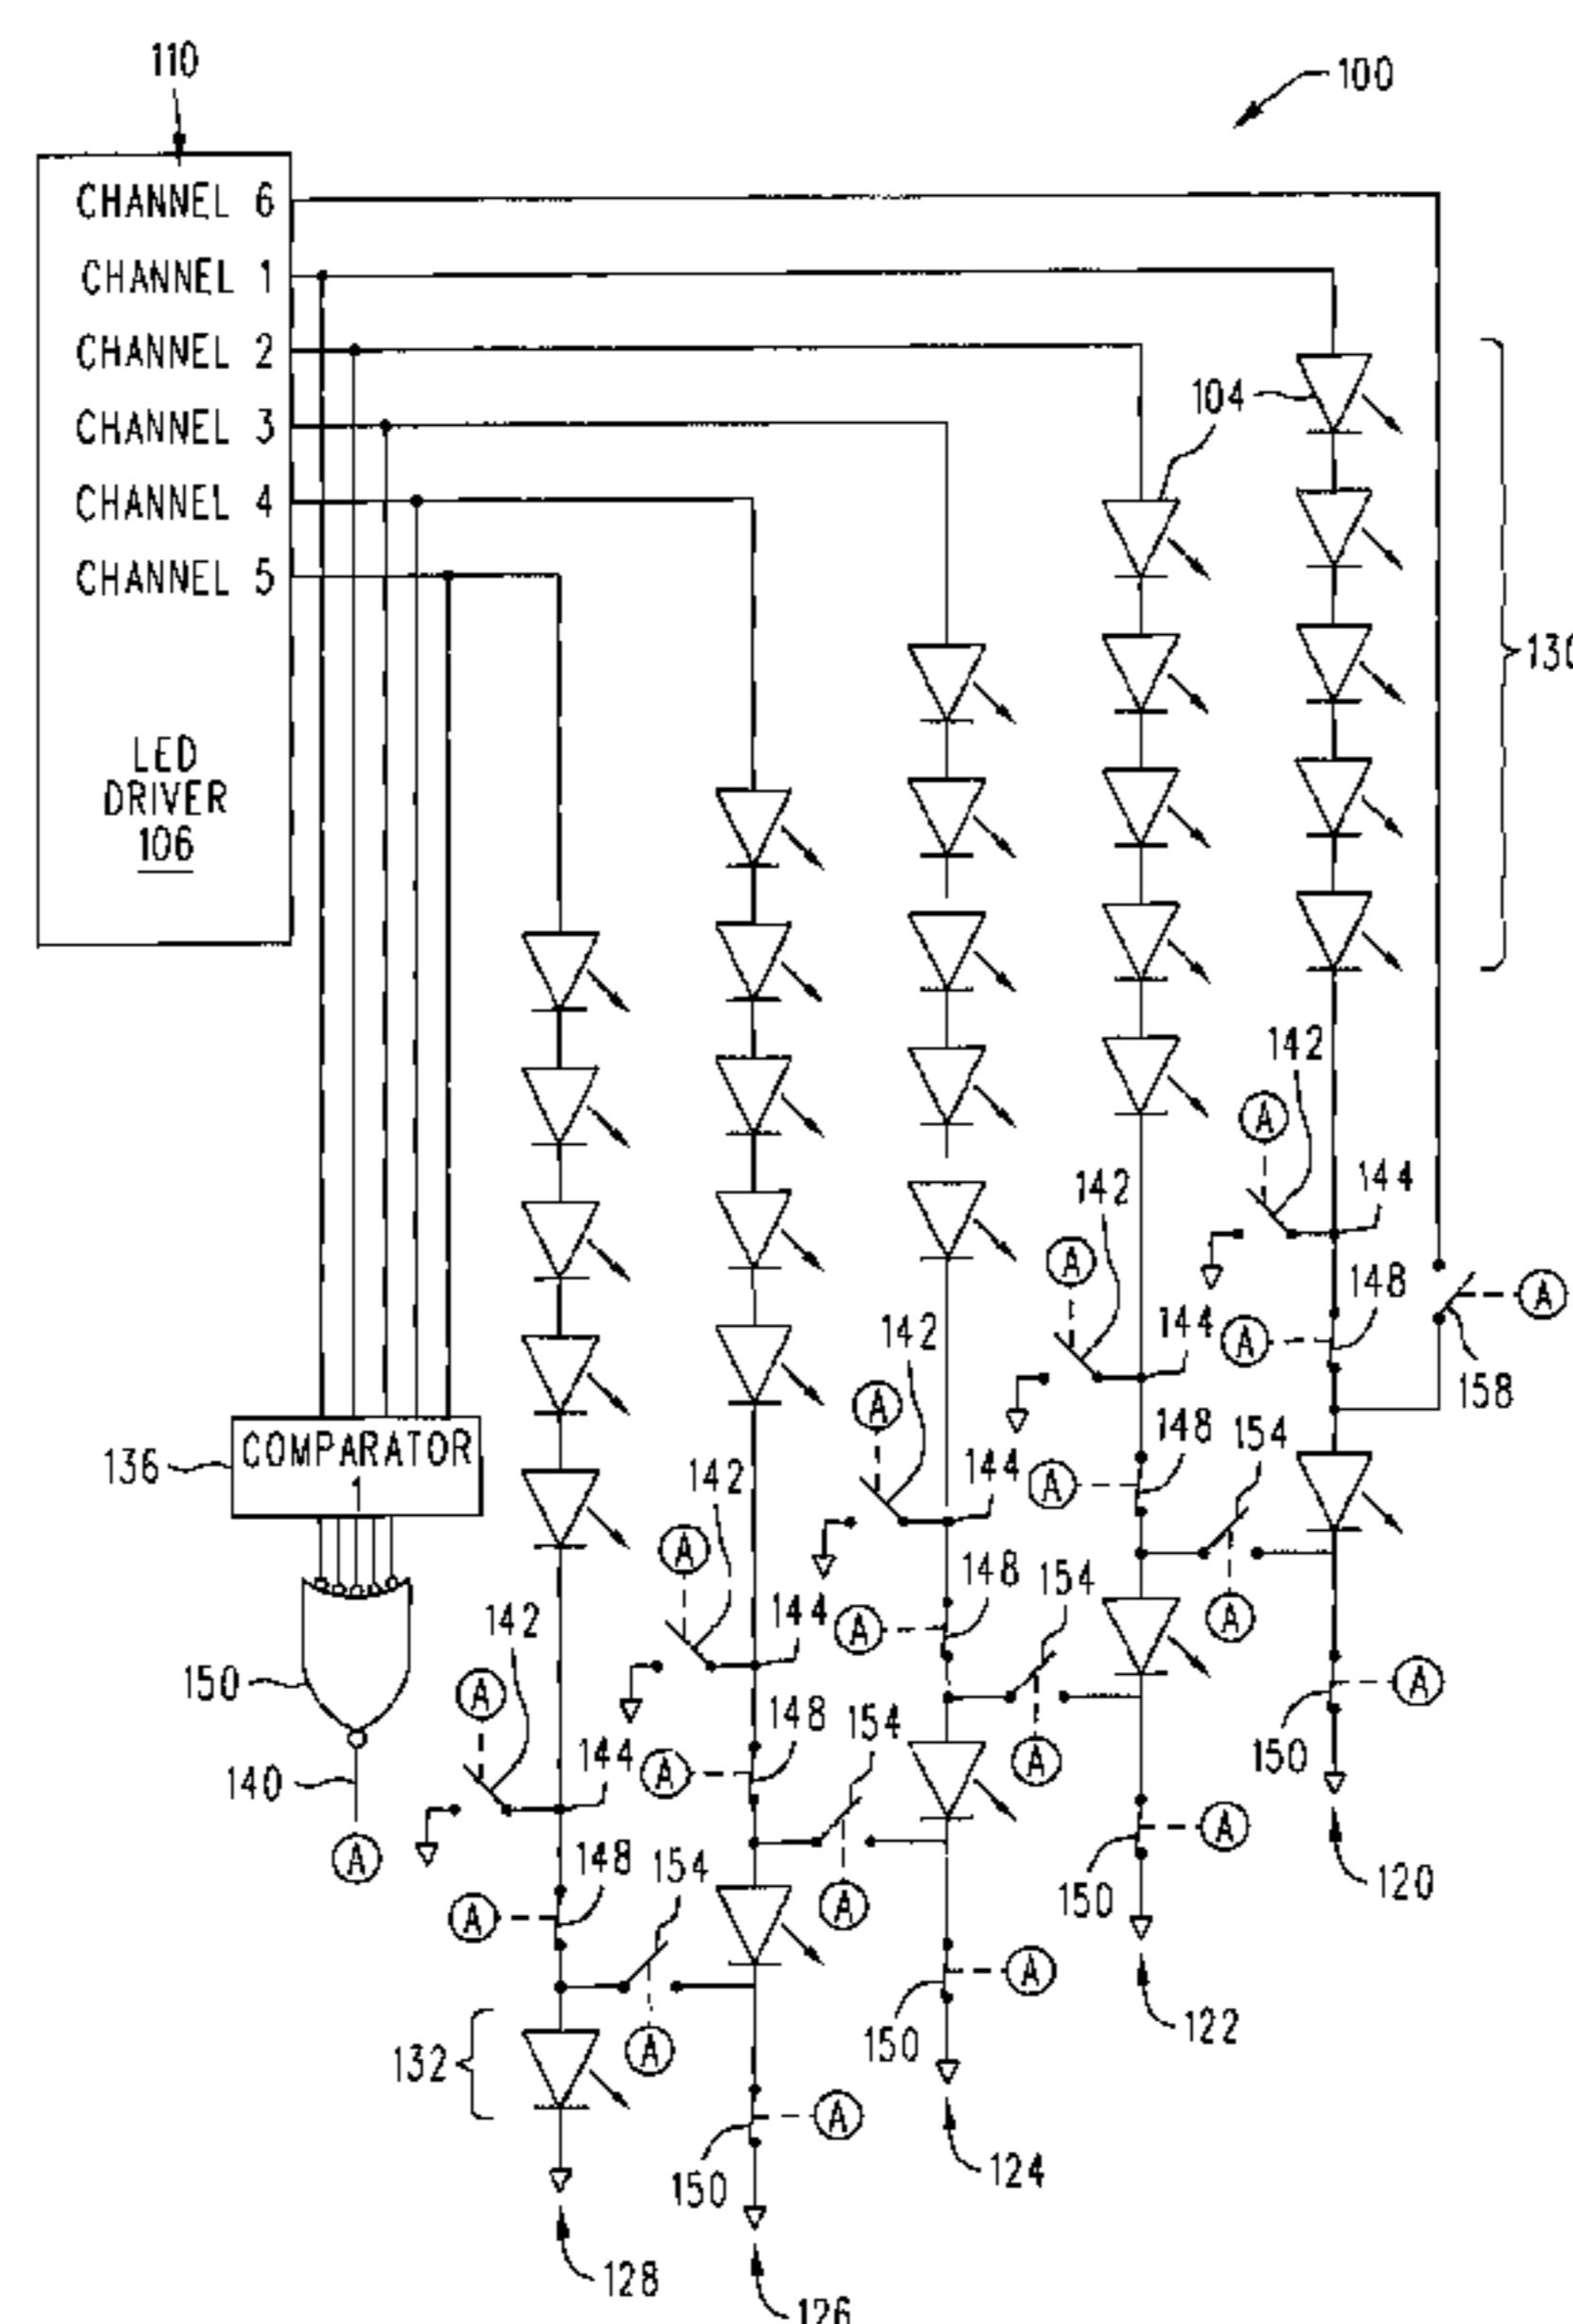 110
100
CHANNEL 6
CHANNEL 1
CHANNEL 2
CHANNEL 3
CHANNEL 4
CHANNEL 5
104
130
LED
DRIVER
106
142
A
144
142
A
148
A
A
158
142
A
144
148
A
154
A
COMPARATOR
1
136
142
A
144
148
A
154
A
150
A
150
142
A
144
148
A
154
A
150
A
120
140
A
144
148
A
154
A
150
A
122
132
150
A
124
128
126